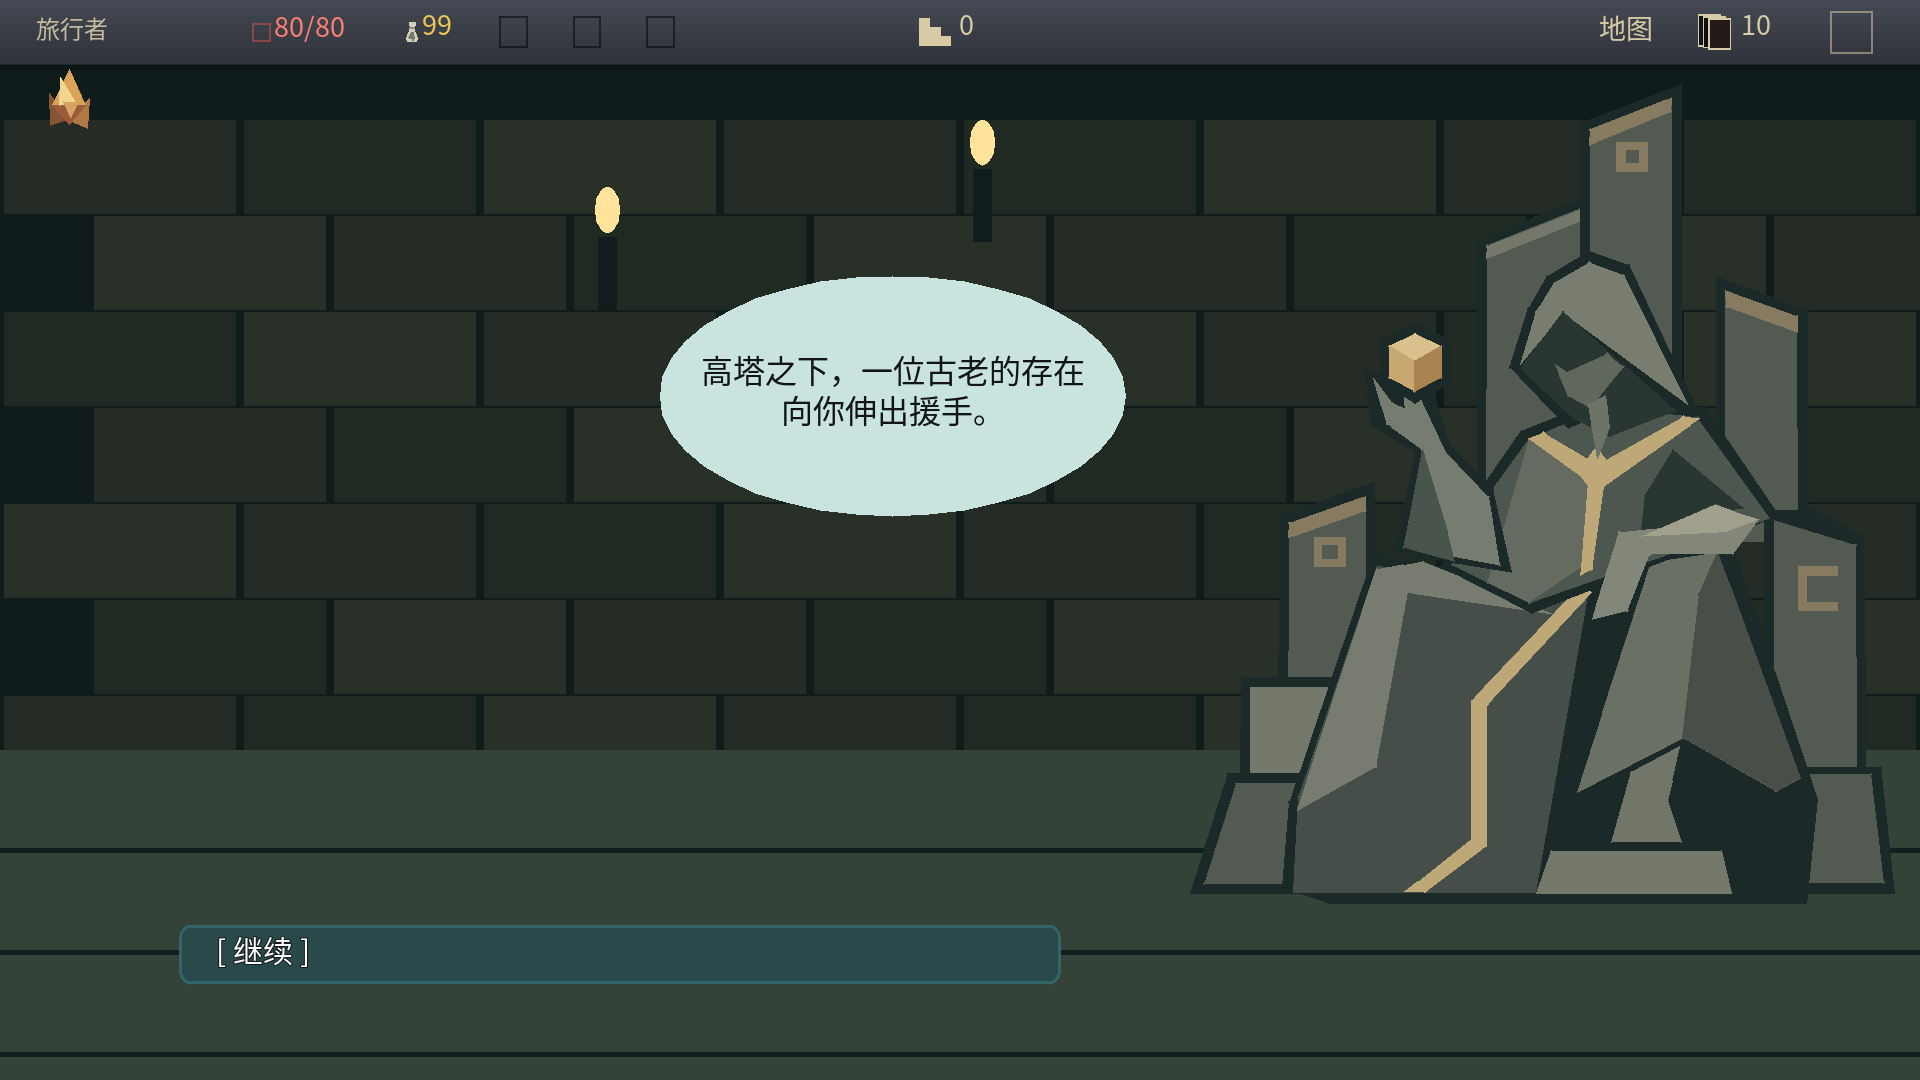 旅行者 80/80 99 0 地图 10
高塔之下，一位古老的存在
向你伸出援手。
[ 继续 ]